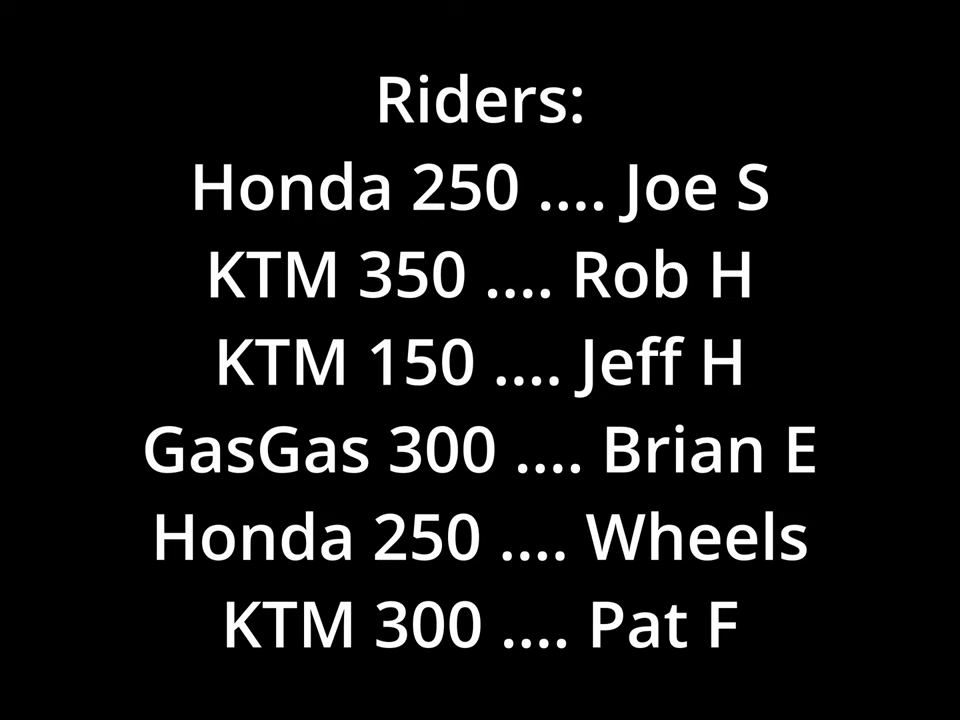 Riders:
Honda 250 .... Joe S
KTM 350 .... Rob H
KTM 150 .... Jeff H
GasGas 300 .... Brian E
Honda 250 .... Wheels
KTM 300 .... Pat F